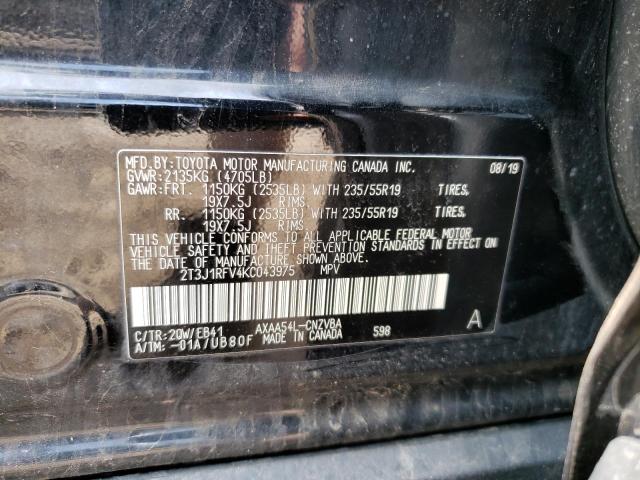 MFD.BY:TOYOTA MOTOR MANUFACTURING CANADA INC. 08/19
GVWR:2135KG (4705LB)
GAWR:FRT. 1150KG (2535LB) WITH 235/55R19 TIRES,
19X7.5J RIMS.
RR. 1150KG (2535LB) WITH 235/55R19 TIRES,
19X7.5J RIMS.
THIS VEHICLE CONFORMS TO ALL APPLICABLE FEDERAL MOTOR
VEHICLE SAFETY AND THEFT PREVENTION STANDARDS IN EFFECT
ON THE DATE OF MANUFACTURE SHOWN ABOVE.
2T3J1RFV4KC043975 MPV
C/TR:2QW/EB41 AXAA54L-CNZVBA
A/TM:-01A/UB80F MADE IN CANADA 598 A